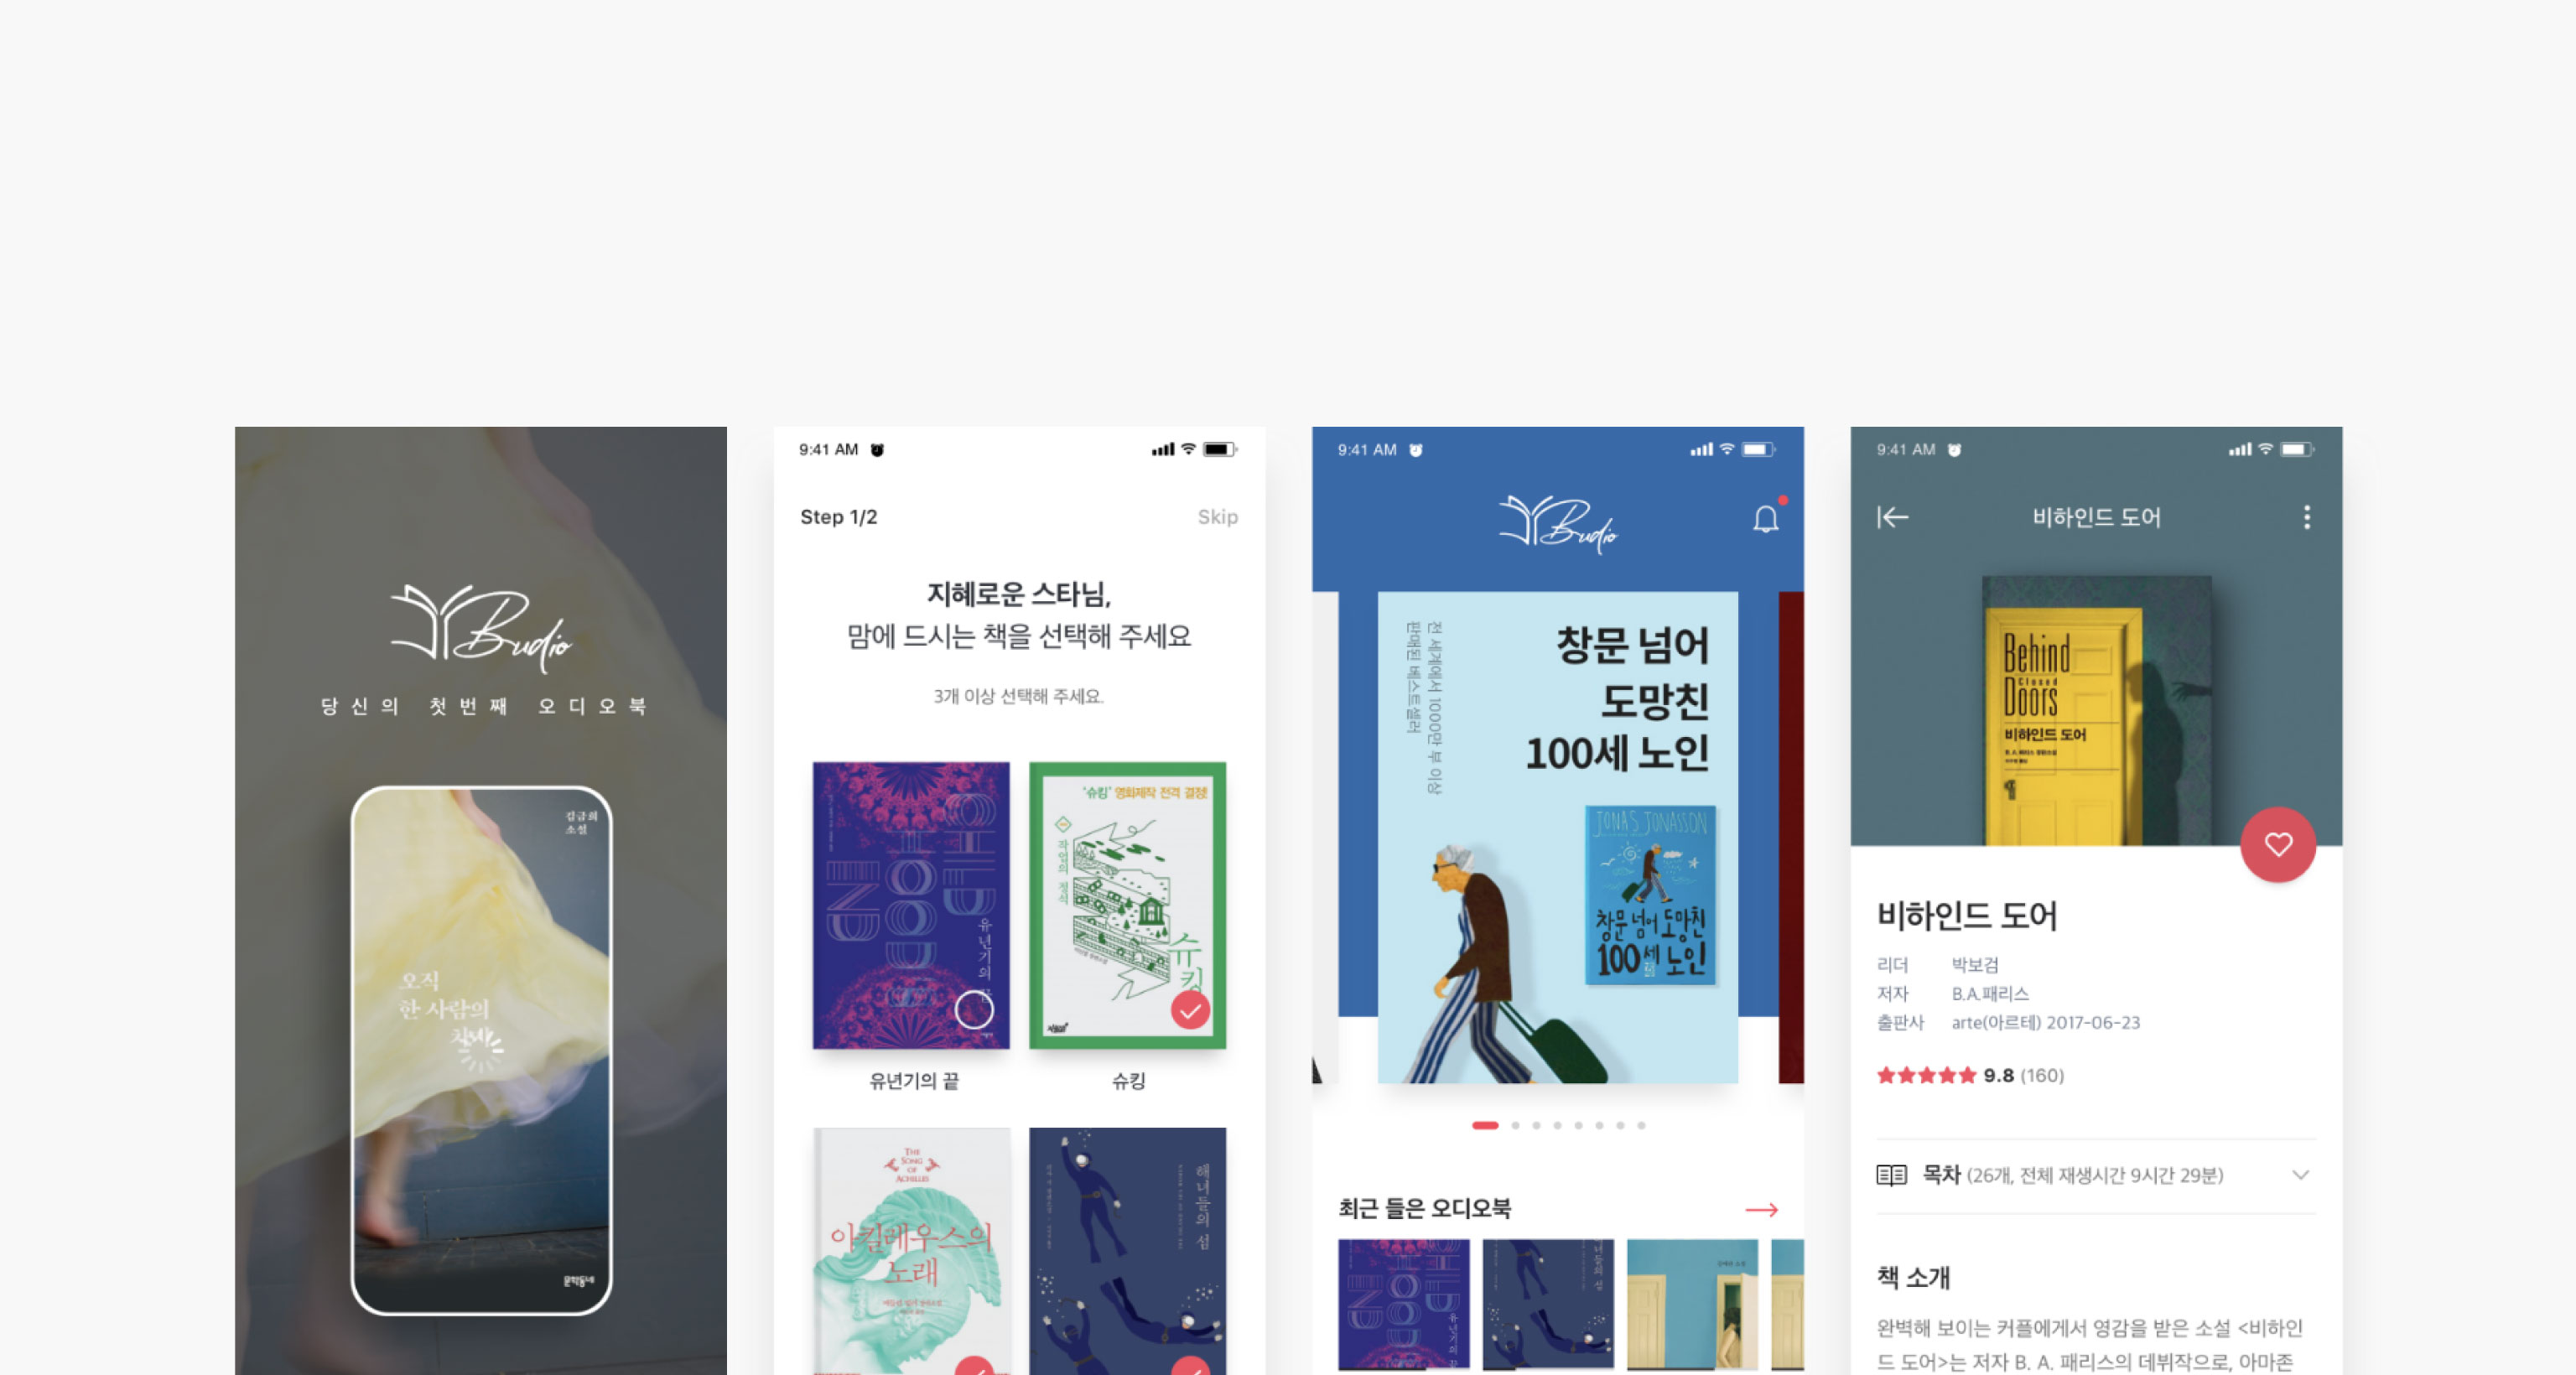 Budio
당신의 첫번째 오디오북
김금희
소설
오직
한 사람의
문학동네
9:41 AM
Step 1/2
Skip
지혜로운 스타님,
맘에 드시는 책을 선택해 주세요
3개 이상 선택해 주세요.
CHILD
HOOD
END
유년기의 끝
'슈킹' 영화제작 전격 결정!
작업의 정석
슈킹
유년기의 끝
슈킹
THE
SONG
OF
ACHILLES
아킬레우스의
노래
해녀들의 섬
9:41 AM
Budio
전 세계에서 1000만 부 이상
판매된 베스트셀러
창문 넘어
도망친
100세 노인
JONAS JONASSON
창문 넘어 도망친
100세 노인
최근 들은 오디오북
9:41 AM
비하인드 도어
Behind
Closed
Doors
비하인드 도어
비하인드 도어
리더 박보검
저자 B.A.패리스
출판사 arte(아르테) 2017-06-23
9.8 (160)
목차 (26개, 전체 재생시간 9시간 29분)
책 소개
완벽해 보이는 커플에게서 영감을 받은 소설 <비하인
드 도어>는 저자 B. A. 패리스의 데뷔작으로, 아마존